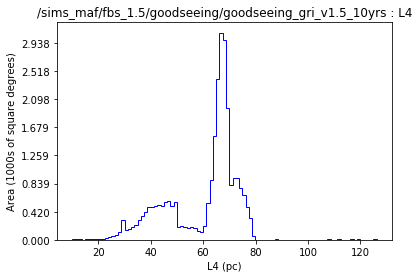 /sims_maf/fbs_1.5/goodseeing/goodseeing_gri_v1.5_10yrs : L4
Area (1000s of square degrees)
2.938
2.518
2.098
1.679
1.259
0.839
0.420
0.000
20 40 60 80 100 120
L4 (pc)